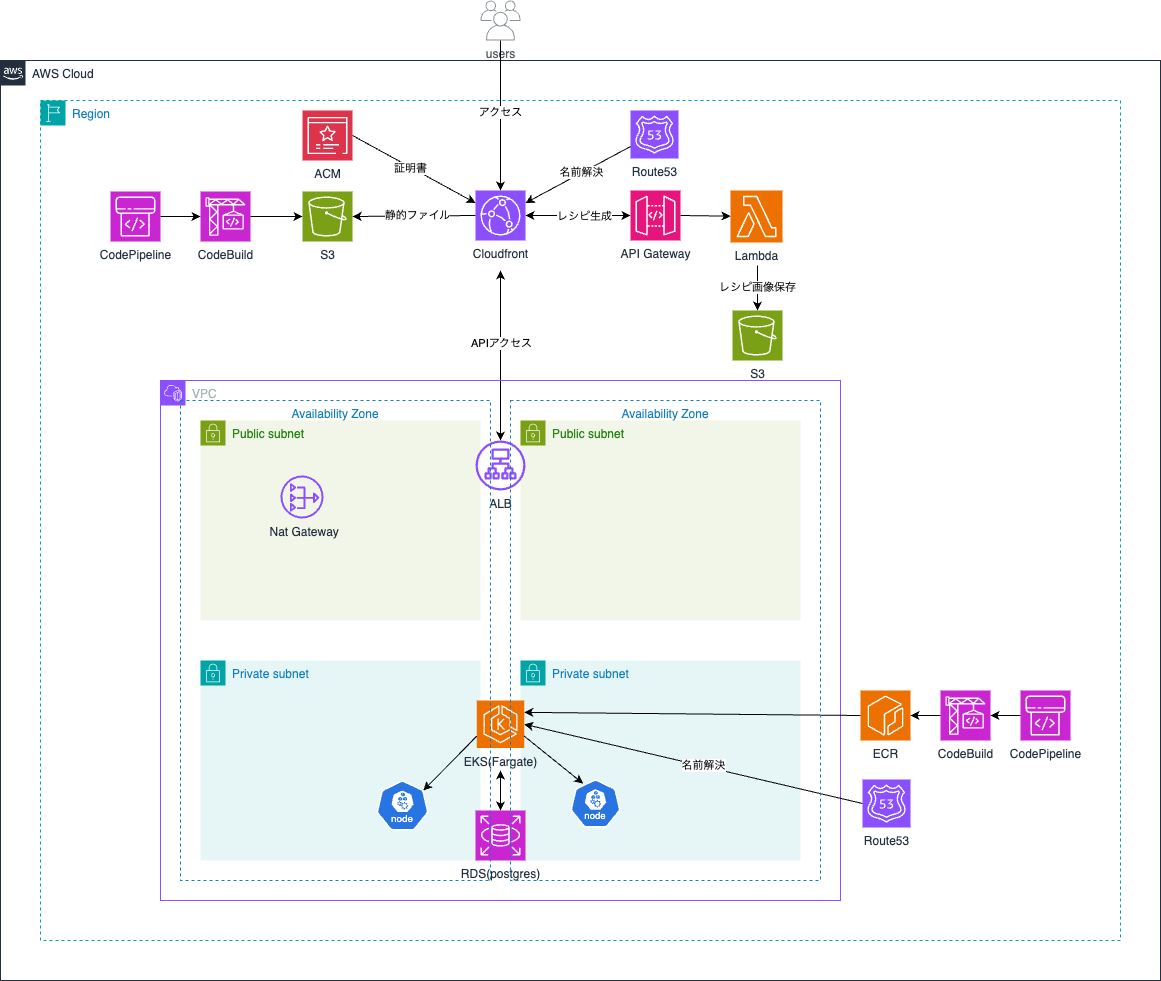 users
aws
AWS Cloud
Region
アクセス
ACM
53
Route53
証明書
名前解決
CodePipeline
CodeBuild
S3
静的ファイル
Cloudfront
レシピ生成
API Gateway
Lambda
レシピ画像保存
S3
APIアクセス
VPC
Availability Zone
Availability Zone
Public subnet
Public subnet
ALB
Nat Gateway
Private subnet
Private subnet
K
EKS(Fargate)
ECR
CodeBuild
CodePipeline
名前解決
node
node
53
Route53
RDS(postgres)